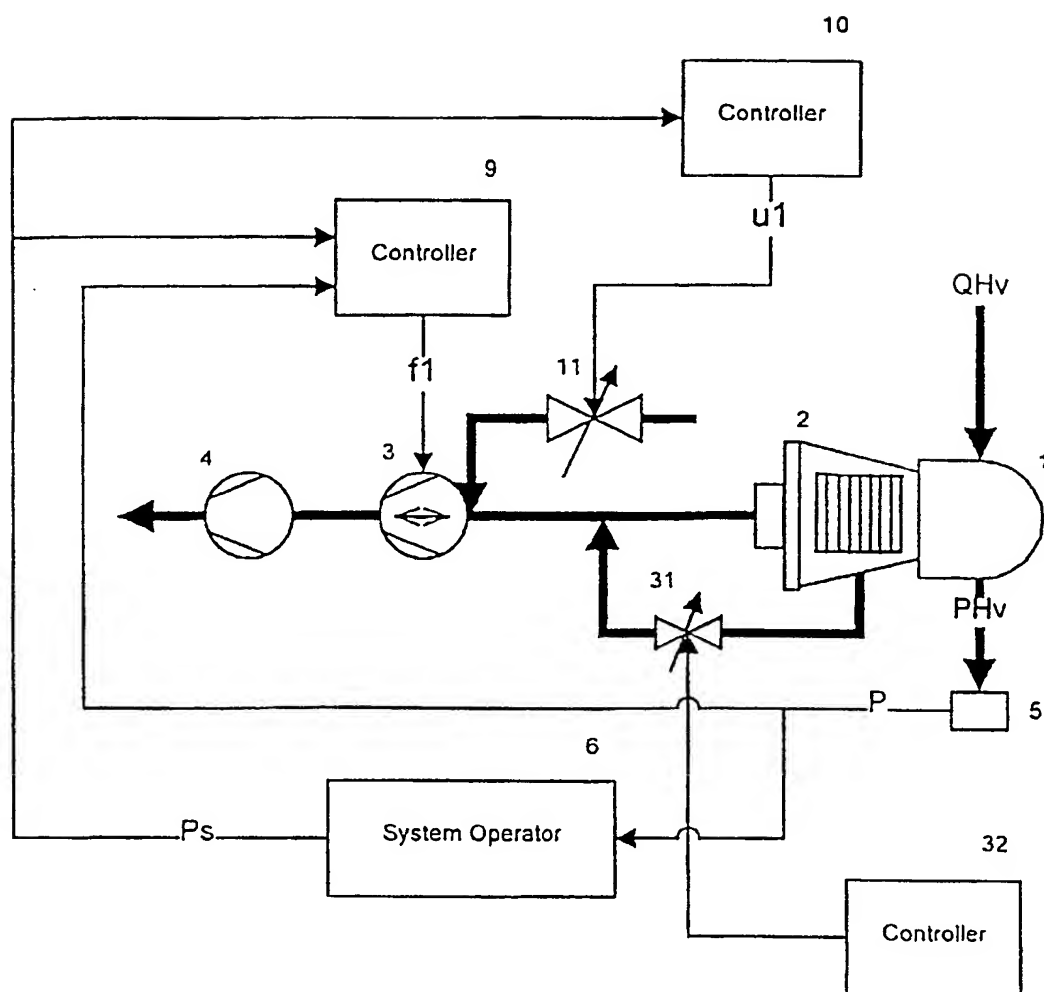 10
Controller
9
u1
Controller
QHv
f1
11
2
4
3
1
31
PHv
P
5
6
Ps
System Operator
32
Controller